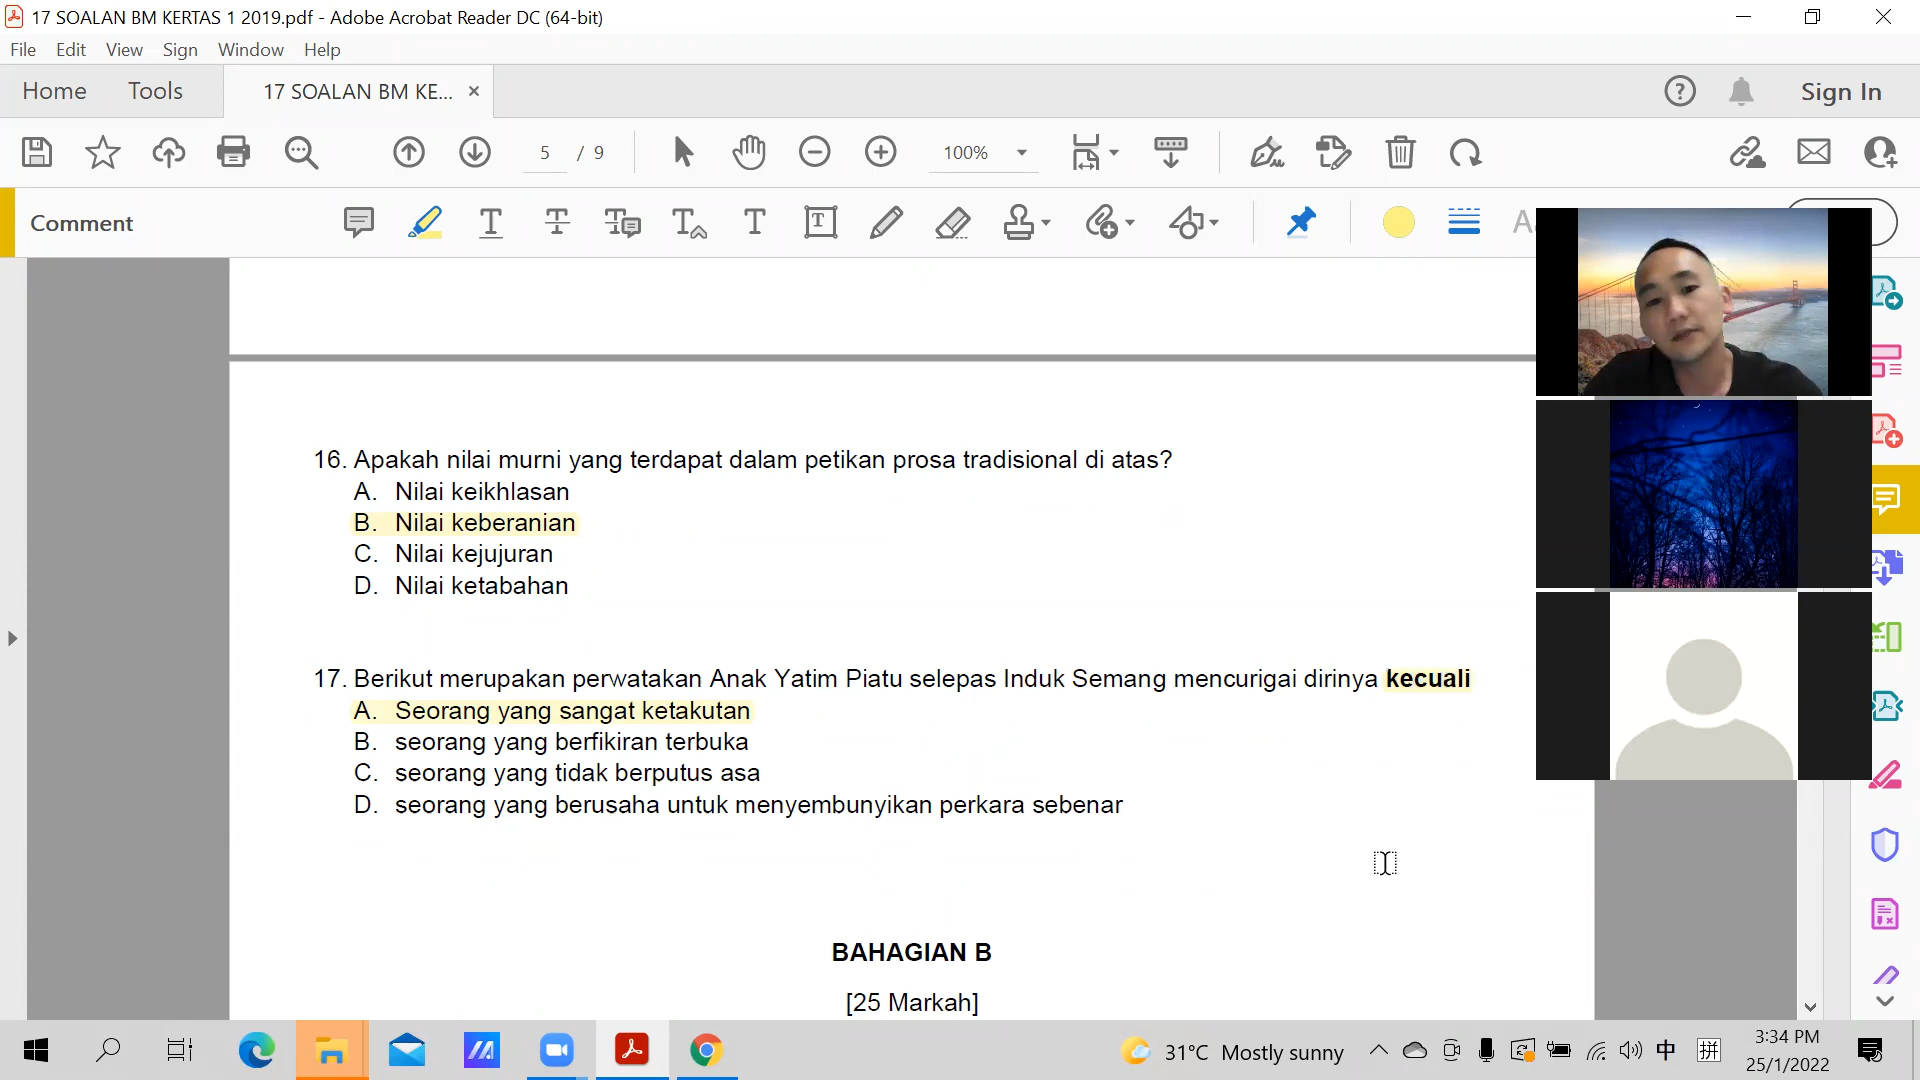 17 SOALAN BM KERTAS 1 2019.pdf - Adobe Acrobat Reader DC (64-bit)
File Edit View Sign Window Help
Home Tools 17 SOALAN BM KE... × Sign In
5 / 9 100%
Comment
16. Apakah nilai murni yang terdapat dalam petikan prosa tradisional di atas?
A. Nilai keikhlasan
B. Nilai keberanian
C. Nilai kejujuran
D. Nilai ketabahan
17. Berikut merupakan perwatakan Anak Yatim Piatu selepas Induk Semang mencurigai dirinya kecuali
A. Seorang yang sangat ketakutan
B. seorang yang berfikiran terbuka
C. seorang yang tidak berputus asa
D. seorang yang berusaha untuk menyembunyikan perkara sebenar
BAHAGIAN B
[25 Markah]
31°C Mostly sunny 中 拼 3:34 PM
25/1/2022